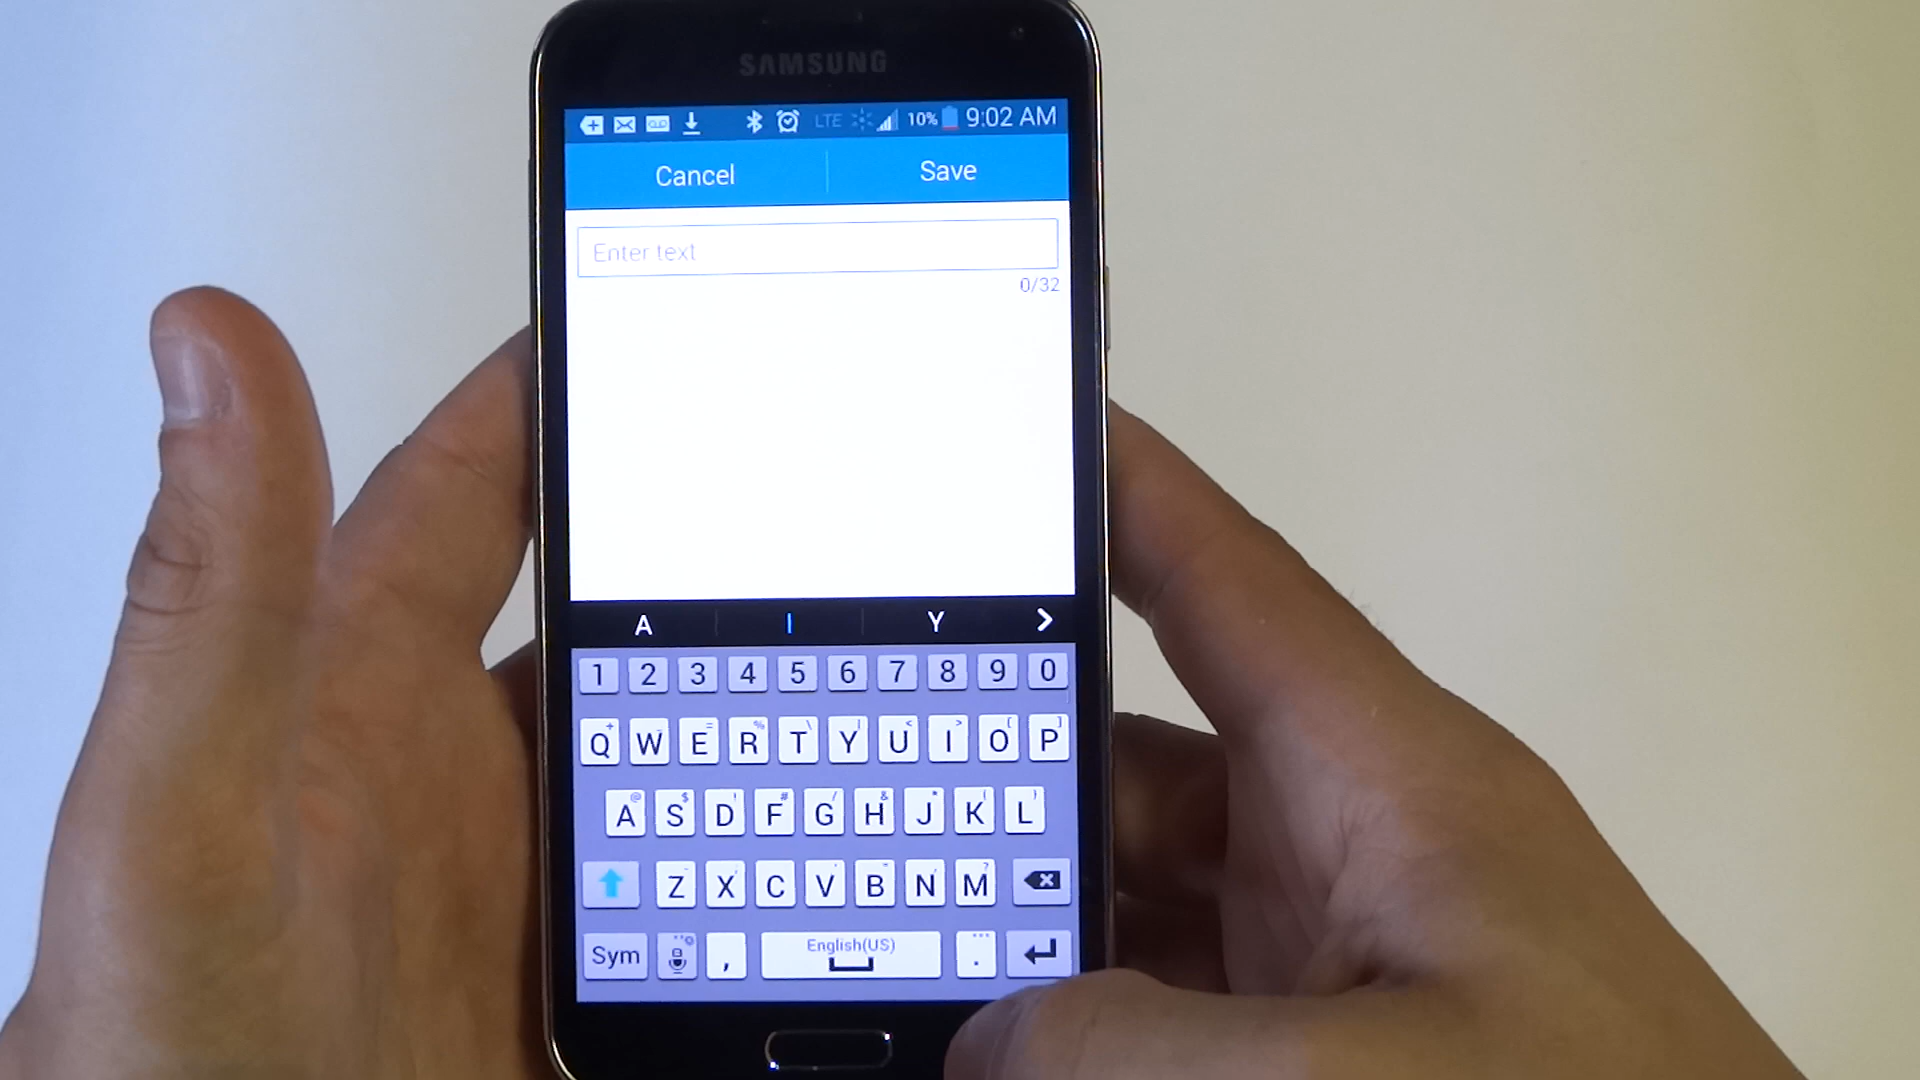 SAMSUNG
LTE 10% 9:02 AM
Cancel Save
Enter text
0/32
A I Y >
1 2 3 4 5 6 7 8 9 0
Q W E R T Y U I O P
A S D F G H J K L
Z X C V B N M
Sym , English(US) .